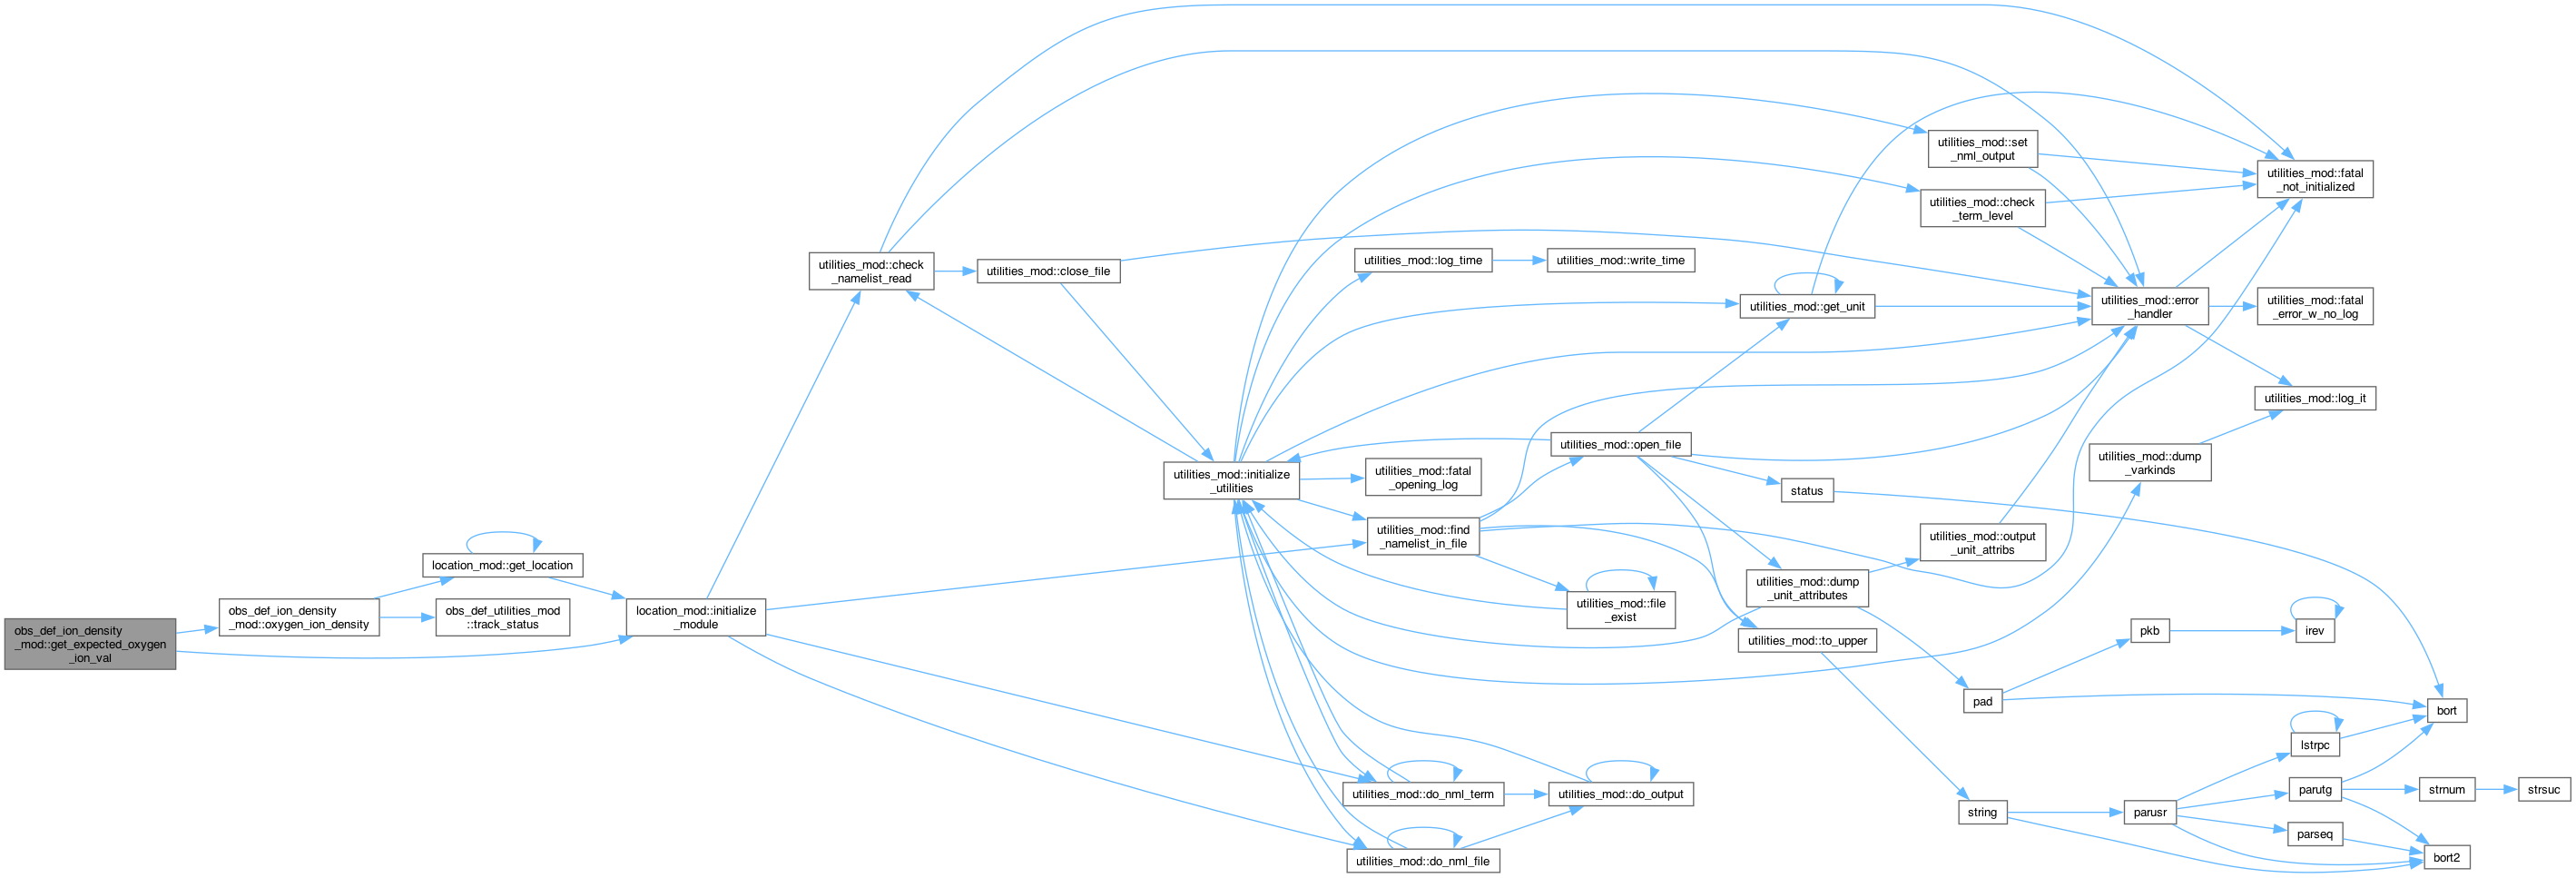 obs_def_ion_density
_mod::get_expected_oxygen
_ion_val
obs_def_ion_density
_mod::oxygen_ion_density
location_mod::get_location
obs_def_utilities_mod
::track_status
location_mod::initialize
_module
utilities_mod::check
_namelist_read
utilities_mod::close_file
utilities_mod::initialize
_utilities
utilities_mod::log_time
utilities_mod::write_time
utilities_mod::fatal
_opening_log
utilities_mod::find
_namelist_in_file
utilities_mod::open_file
utilities_mod::file
_exist
utilities_mod::do_nml_term
utilities_mod::do_output
utilities_mod::do_nml_file
utilities_mod::get_unit
status
utilities_mod::dump
_unit_attributes
utilities_mod::to_upper
utilities_mod::set
_nml_output
utilities_mod::check
_term_level
utilities_mod::output
_unit_attribs
pad
string
utilities_mod::error
_handler
utilities_mod::dump
_varkinds
pkb
parusr
utilities_mod::fatal
_not_initialized
utilities_mod::fatal
_error_w_no_log
utilities_mod::log_it
irev
lstrpc
parutg
parseq
bort
strnum
strsuc
bort2